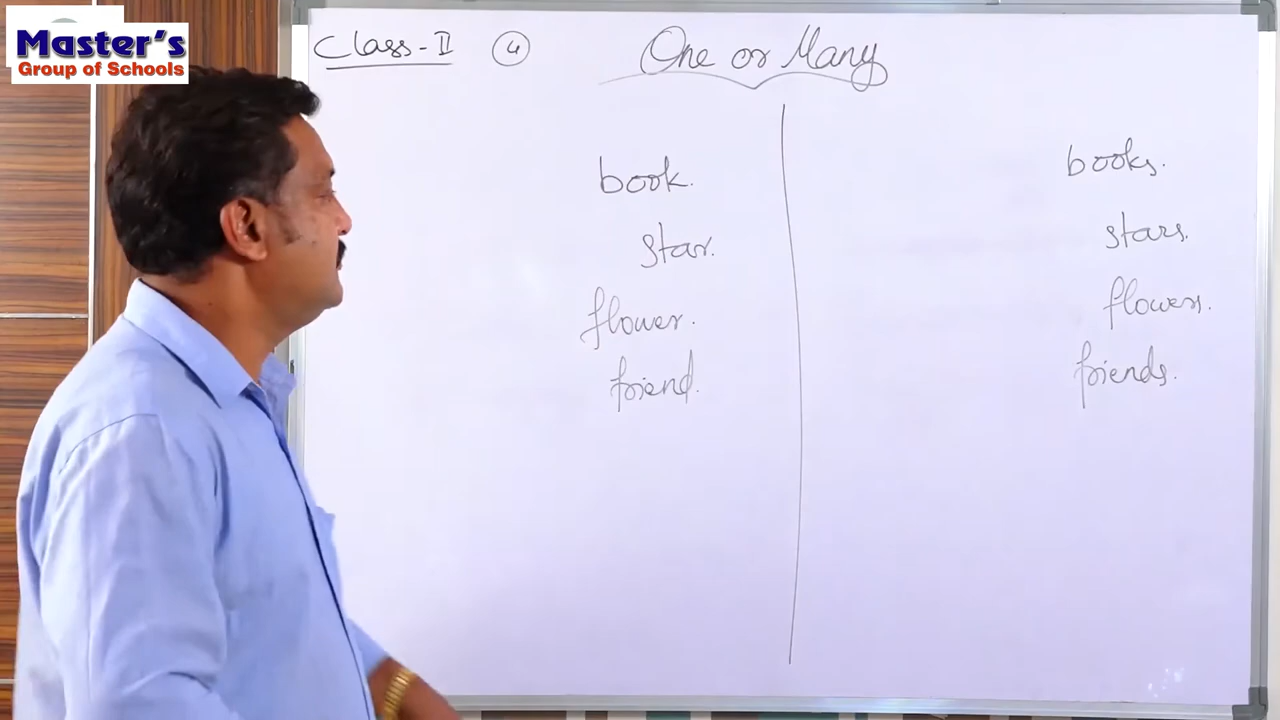 Master's
Group of Schools
Class-II 4 One or Many
book. books.
star. stars.
flower. flowers.
friend. friends.